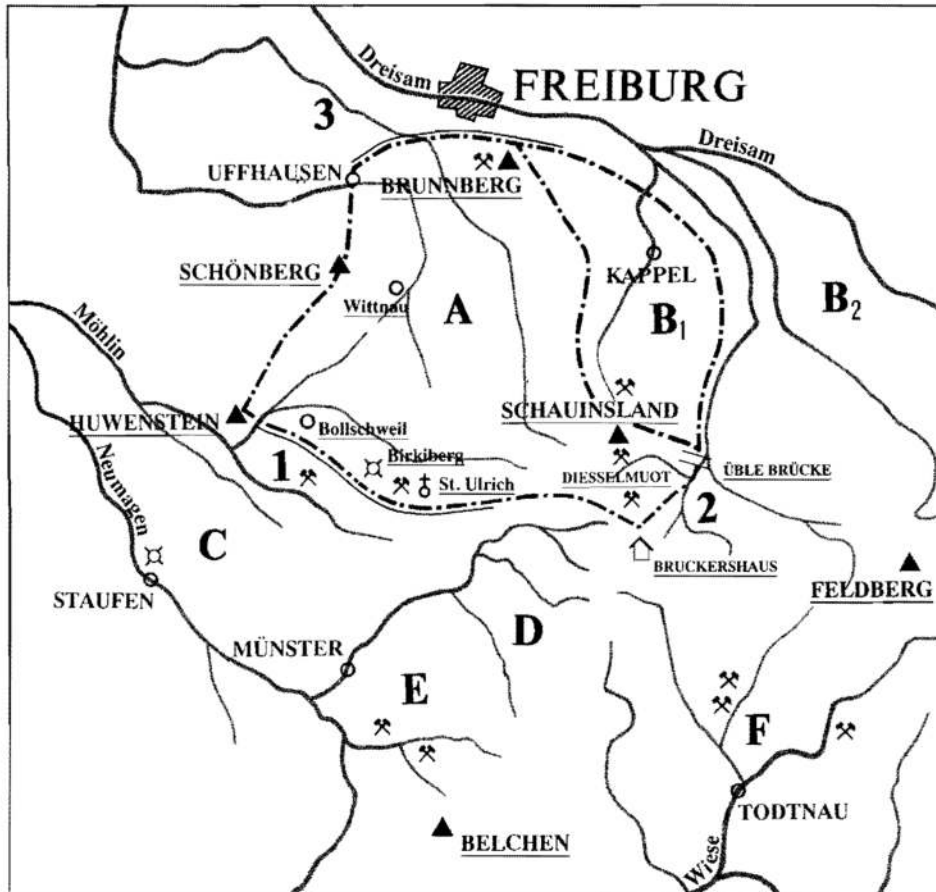 Dreisam
FREIBURG
3
Dreisam
UFFHAUSEN
BRUNNBERG
SCHÖNBERG
KAPPEL
Wittnau
A
B1
B2
Möhlin
HUWENSTEIN
SCHAUINSLAND
Bollschweil
Birkiberg
1
St. Ulrich
DIESSELMUOT
ÜBLE BRÜCKE
Neumagen
2
C
BRUCKERSHAUS
STAUFEN
FELDBERG
D
MÜNSTER
E
F
TODTNAU
BELCHEN
Wiese